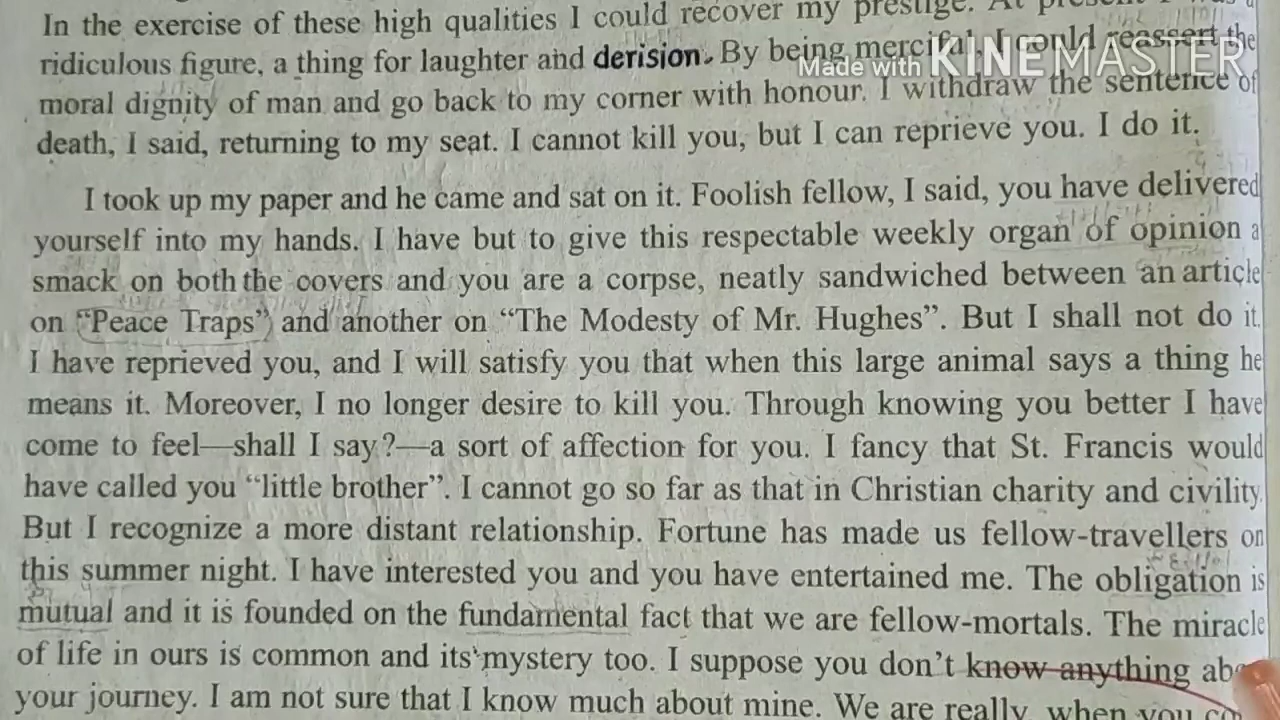 In the exercise of these high qualities I could recover my prestige. At present I was a
ridiculous figure, a thing for laughter and derision. By being merciful I could reassert the
Made with KINEMASTER
moral dignity of man and go back to my corner with honour. I withdraw the sentence of
death, I said, returning to my seat. I cannot kill you, but I can reprieve you. I do it.
I took up my paper and he came and sat on it. Foolish fellow, I said, you have delivered
yourself into my hands. I have but to give this respectable weekly organ of opinion a
smack on both the covers and you are a corpse, neatly sandwiched between an article
on “Peace Traps” and another on “The Modesty of Mr. Hughes”. But I shall not do it.
I have reprieved you, and I will satisfy you that when this large animal says a thing he
means it. Moreover, I no longer desire to kill you. Through knowing you better I have
come to feel—shall I say?—a sort of affection for you. I fancy that St. Francis would
have called you “little brother”. I cannot go so far as that in Christian charity and civility.
But I recognize a more distant relationship. Fortune has made us fellow-travellers on
this summer night. I have interested you and you have entertained me. The obligation is
mutual and it is founded on the fundamental fact that we are fellow-mortals. The miracle
of life in ours is common and its mystery too. I suppose you don’t know anything
your journey. I am not sure that I know much about mine. We are really, when you